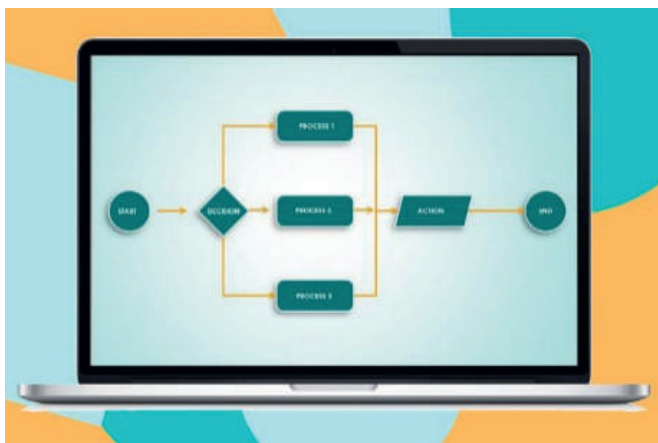 START
DECISION
PROCESS 1
PROCESS 2
PROCESS 3
ACTION
END